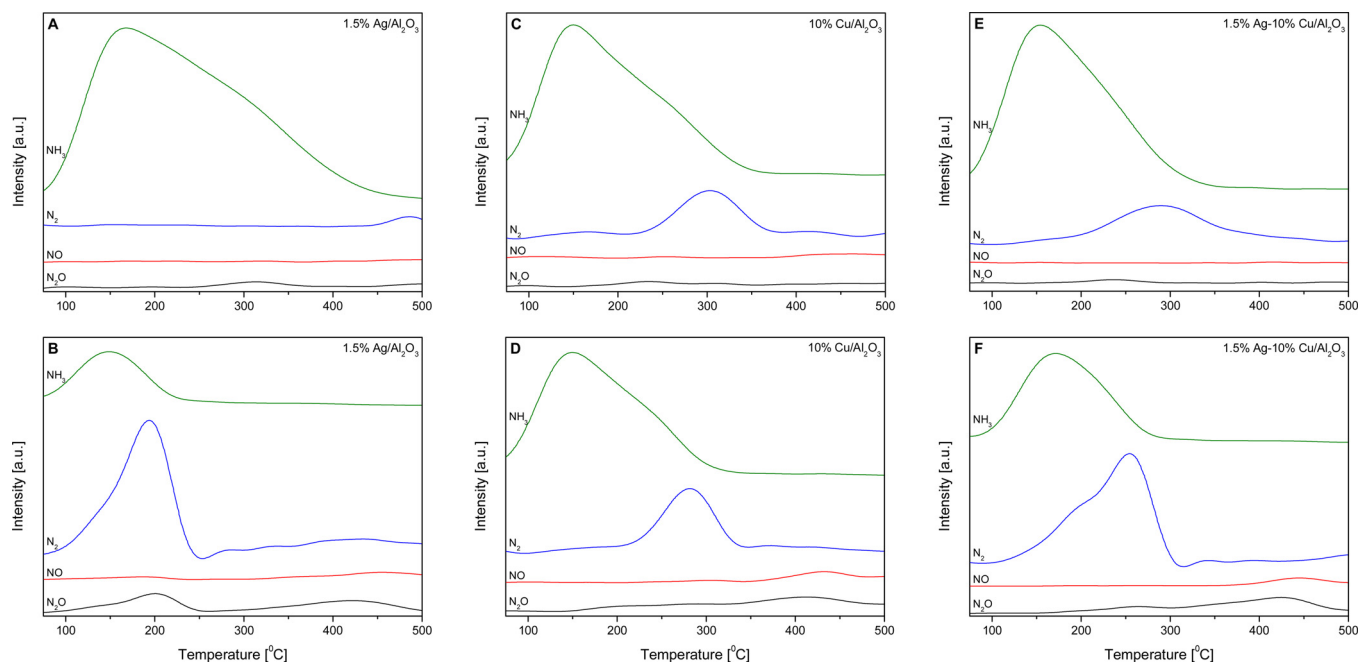 A
1.5% Ag/Al₂O₃
Intensity [a.u.]
NH₃
N₂
NO
N₂O
100 200 300 400 500
C
10% Cu/Al₂O₃
Intensity [a.u.]
NH₃
N₂
NO
N₂O
100 200 300 400 500
E
1.5% Ag-10% Cu/Al₂O₃
Intensity [a.u.]
NH₃
N₂
NO
N₂O
100 200 300 400 500
B
1.5% Ag/Al₂O₃
Intensity [a.u.]
NH₃
N₂
NO
N₂O
100 200 300 400 500
Temperature [⁰C]
D
10% Cu/Al₂O₃
Intensity [a.u.]
NH₃
N₂
NO
N₂O
100 200 300 400 500
Temperature [⁰C]
F
1.5% Ag-10% Cu/Al₂O₃
Intensity [a.u.]
NH₃
N₂
NO
N₂O
100 200 300 400 500
Temperature [⁰C]